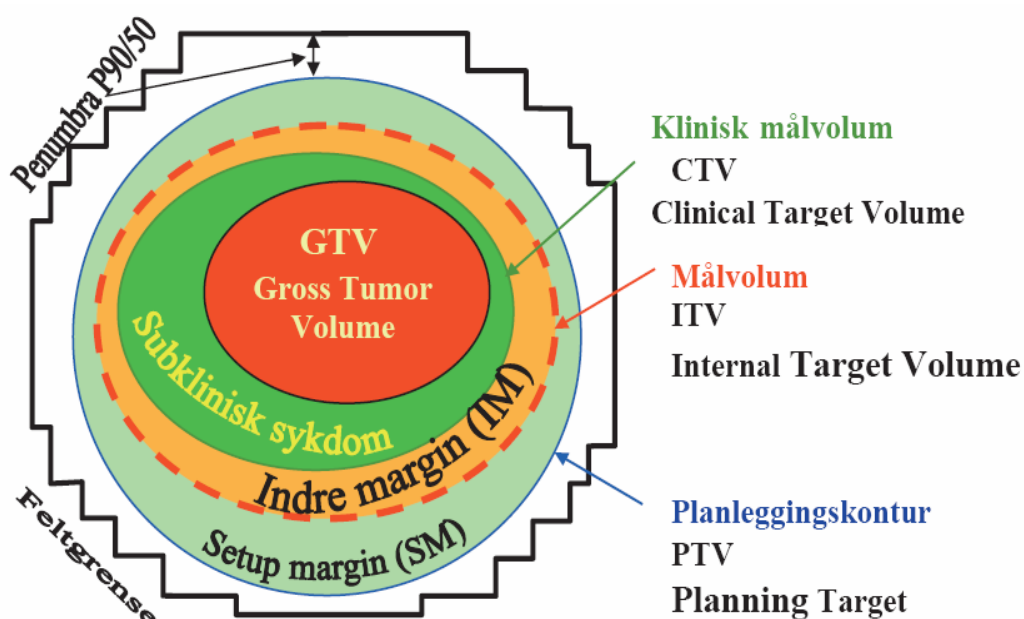 Penumbra P90/50
Klinisk målvolum
CTV
Clinical Target Volume
GTV
Gross Tumor
Volume
Målvolum
ITV
Internal Target Volume
Subklinisk sykdom
Indre margin (IM)
Setup margin (SM)
Planleggingskontur
PTV
Planning Target
Feltgrense